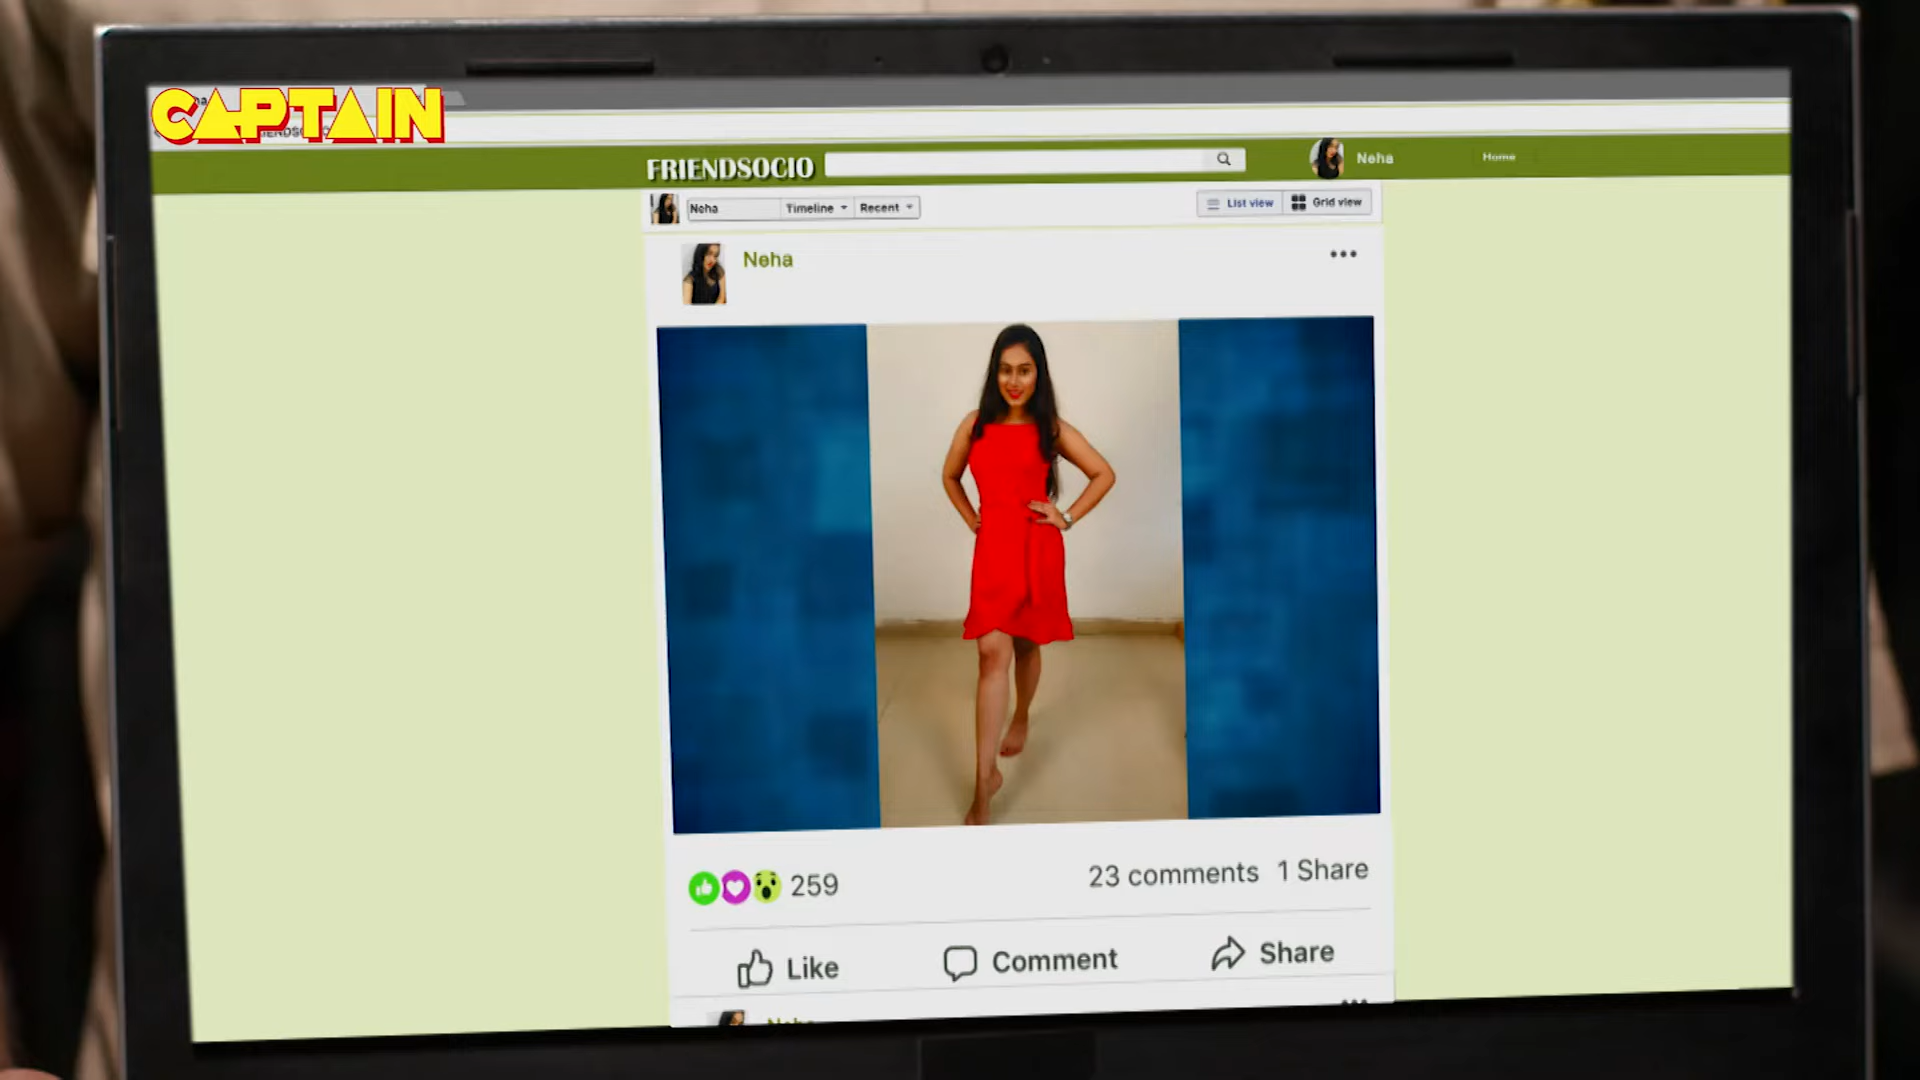 CAPTAIN
FRIENDSOCIO
Neha
Home
Neha
Timeline
Recent
List view
Grid view
Neha
259
23 comments
1 Share
Like
Comment
Share
Neha